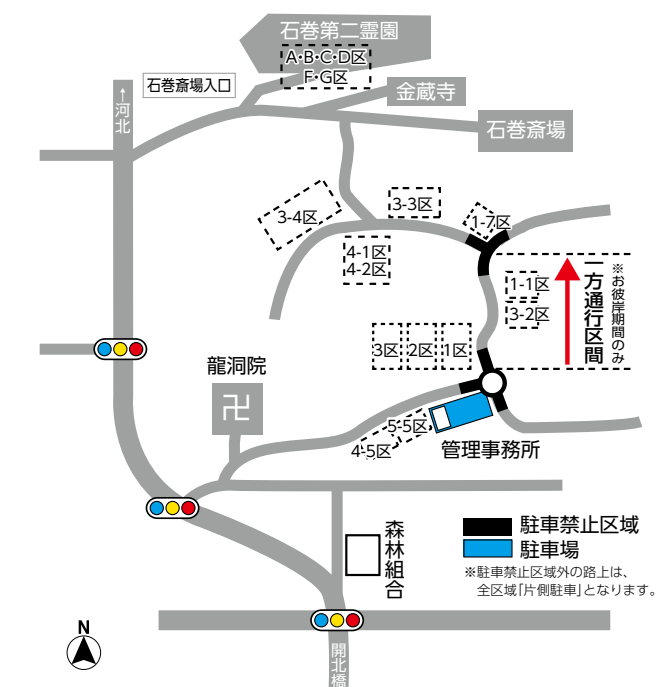 石巻第二霊園
A・B・C・D区
F・G区
石巻斎場入口
↑河北
金蔵寺
石巻斎場
3-4区
3-3区
1-7区
4-1区
4-2区
1-1区
3-2区
一方通行区間
※お彼岸期間のみ
3区
2区
1区
龍洞院
卍
5-5区
4-5区
管理事務所
森林組合
駐車禁止区域
駐車場
※駐車禁止区域外の路上は、
全区域「片側駐車」となります。
N
開北橋